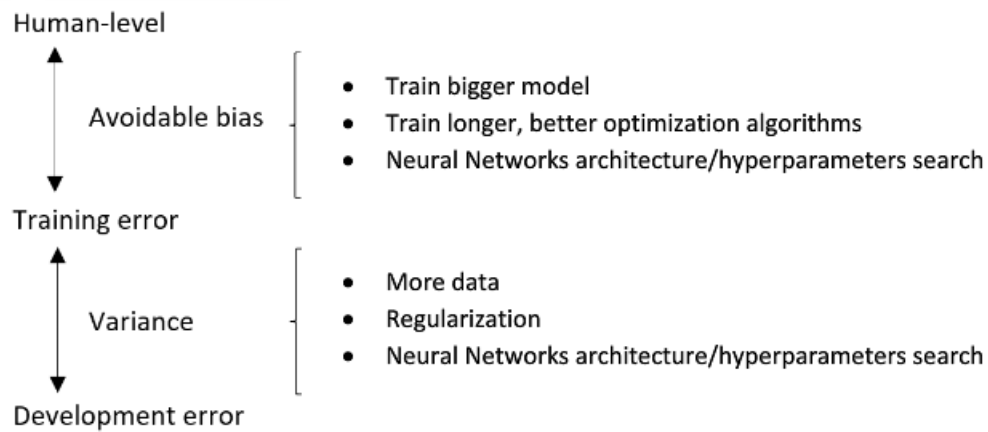 Human-level
Avoidable bias
• Train bigger model
• Train longer, better optimization algorithms
• Neural Networks architecture/hyperparameters search
Training error
Variance
• More data
• Regularization
• Neural Networks architecture/hyperparameters search
Development error